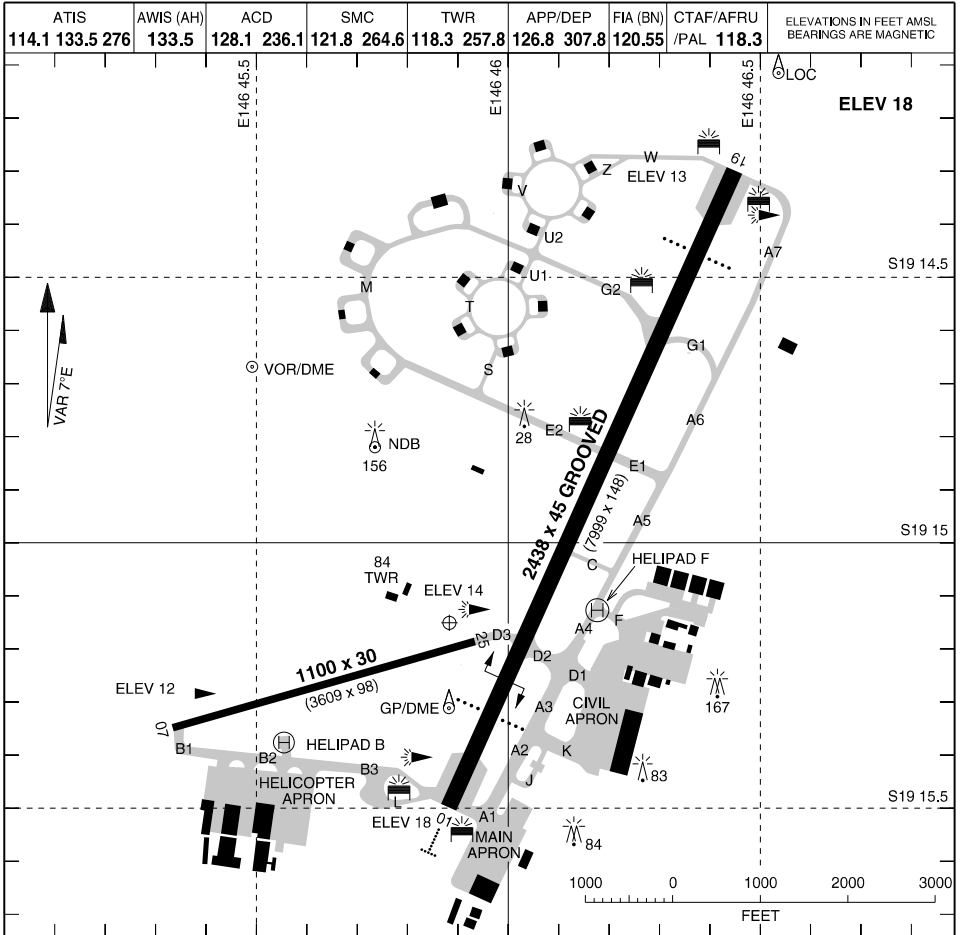 ATIS
114.1 133.5 276
AWIS (AH)
133.5
ACD
128.1 236.1
SMC
121.8 264.6
TWR
118.3 257.8
APP/DEP
126.8 307.8
FIA (BN)
120.55
CTAF/AFRU
/PAL 118.3
ELEVATIONS IN FEET AMSL
BEARINGS ARE MAGNETIC
E146 45.5
E146 46
E146 46.5
LOC
ELEV 18
W
19
Z
ELEV 13
V
U2
A7
S19 14.5
U1
M
G2
T
G1
S
VOR/DME
VAR 7°E
A6
28
E2
NDB
156
E1
2438 x 45 GROOVED
(7999 x 148)
A5
S19 15
C
HELIPAD F
84
TWR
ELEV 14
H
A4
F
D3
25
D2
1100 x 30
(3609 x 98)
D1
ELEV 12
167
GP/DME
CIVIL
APRON
A3
07
B1
H
HELIPAD B
A2
K
B2
B3
J
83
HELICOPTER
APRON
L
S19 15.5
ELEV 18
01
A1
MAIN
APRON
84
1000
0
1000
2000
3000
FEET